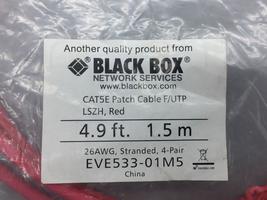 Another quality product from
BLACK BOX
NETWORK SERVICES
www.blackbox.com
CAT5E Patch Cable F/UTP
LSZH, Red
4.9 ft. 1.5 m
26AWG, Stranded, 4-Pair
EVE533-01M5
China